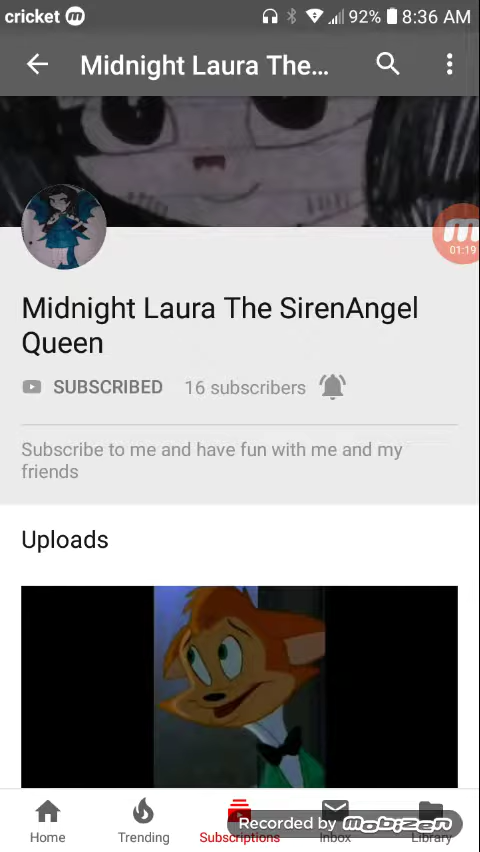 cricket m 92% 8:36 AM
Midnight Laura The...
01:19
Midnight Laura The SirenAngel
Queen
SUBSCRIBED 16 subscribers
Subscribe to me and have fun with me and my
friends
Uploads
Home Trending Subscriptions Inbox Library
Recorded by mobizen